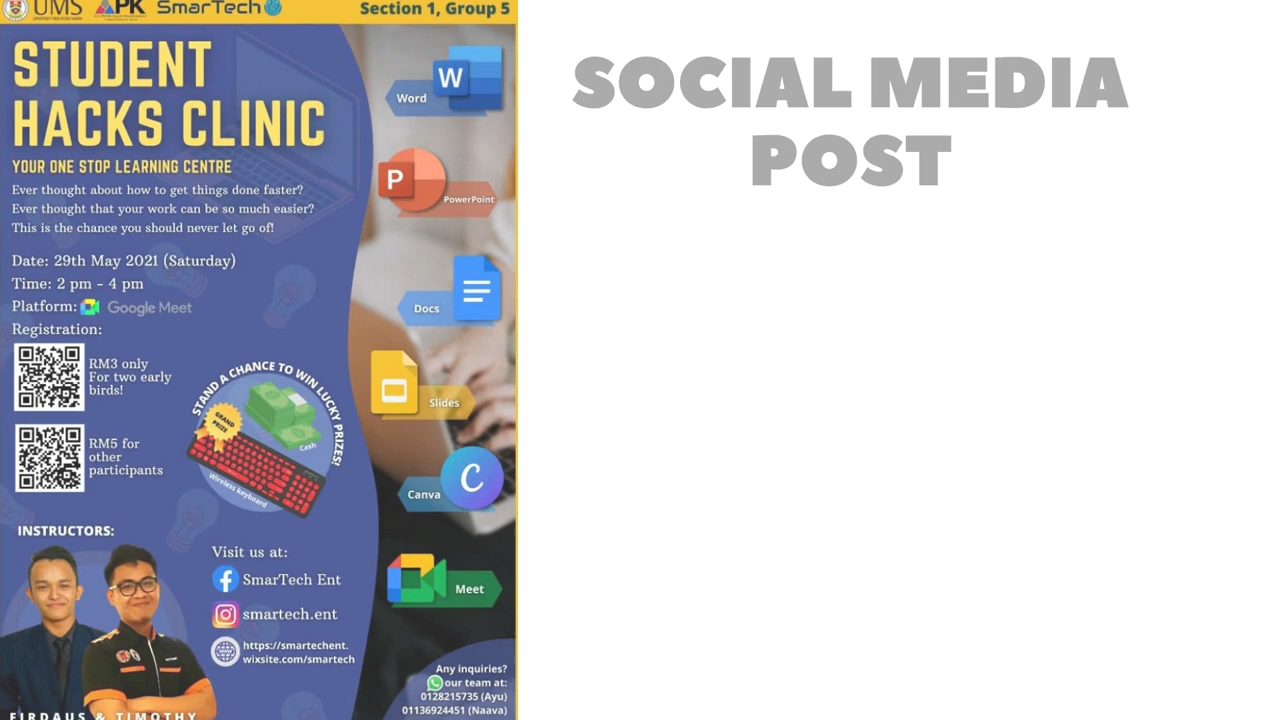 UMS
UNIVERSITI MALAYSIA SABAH
APK
SmarTech
Section 1, Group 5
STUDENT
HACKS CLINIC
YOUR ONE STOP LEARNING CENTRE
Ever thought about how to get things done faster?
Ever thought that your work can be so much easier?
This is the chance you should never let go of!
Date: 29th May 2021 (Saturday)
Time: 2 pm - 4 pm
Platform: Google Meet
Registration:
RM3 only
For two early
birds!
RM5 for
other
participants
STAND A CHANCE TO WIN LUCKY PRIZES!
GRAND
PRIZE
Cash
Wireless keyboard
INSTRUCTORS:
FIRDAUS & TIMOTHY
Visit us at:
SmarTech Ent
smartech.ent
WWW
https://smartechent.
wixsite.com/smartech
W
Word
P
PowerPoint
Docs
Slides
C
Canva
Meet
Any inquiries?
our team at:
0128215735 (Ayu)
01136924451 (Naava)
SOCIAL MEDIA
POST